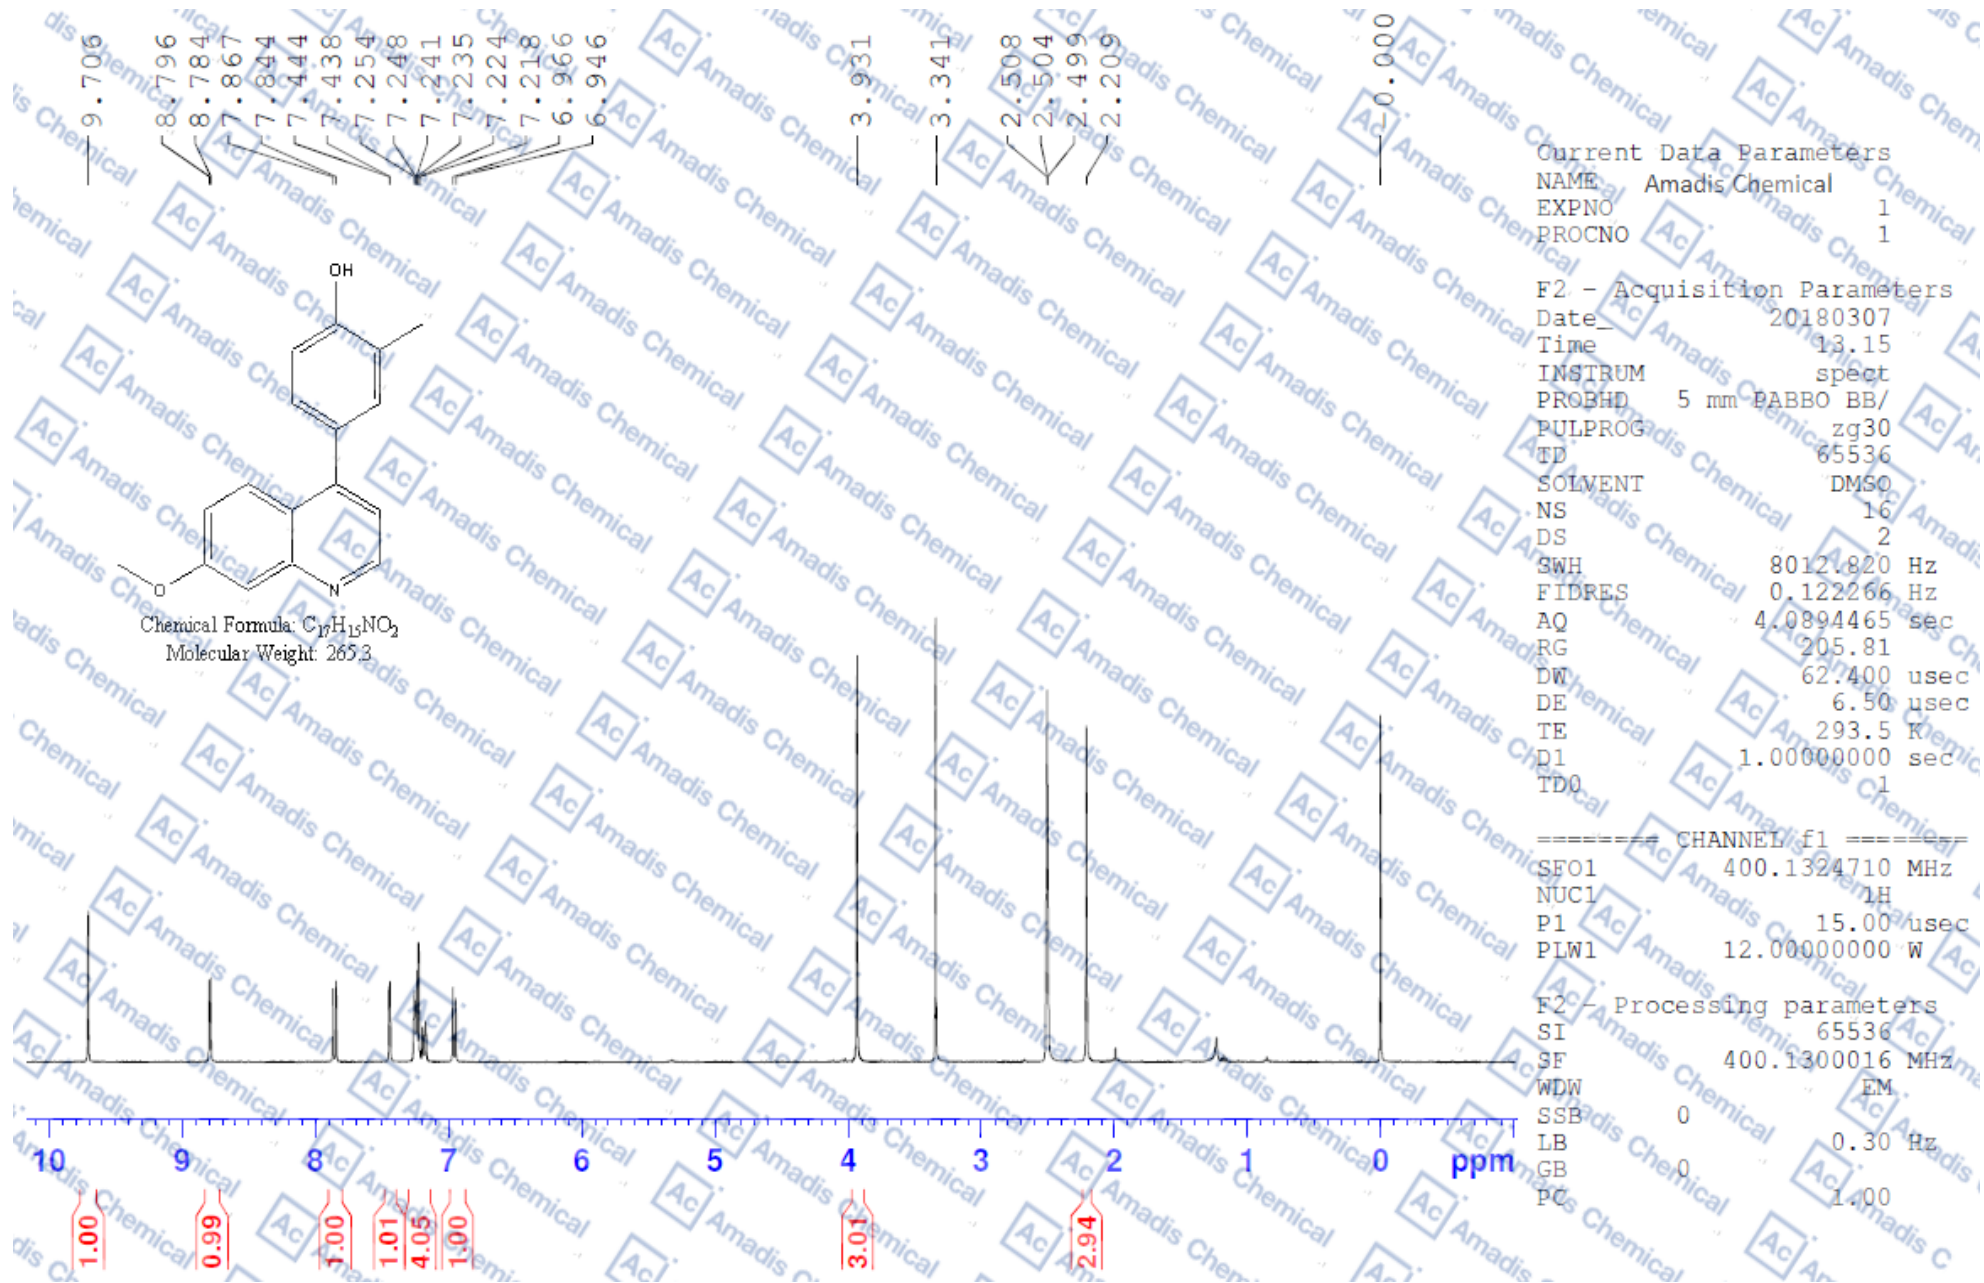 9.706
8.796
8.784
7.867
7.844
7.444
7.438
7.254
7.248
7.241
7.235
7.224
7.218
6.966
6.946
3.931
3.341
2.508
2.504
2.499
2.209
-0.000
OH
O
N
Chemical Formula: C17H15NO2
Molecular Weight: 265.3
Current Data Parameters
NAME Amadis Chemical
EXPNO 1
PROCNO 1
F2 - Acquisition Parameters
Date_ 20180307
Time 13.15
INSTRUM spect
PROBHD 5 mm PABBO BB/
PULPROG zg30
TD 65536
SOLVENT DMSO
NS 16
DS 2
SWH 8012.820 Hz
FIDRES 0.122266 Hz
AQ 4.0894465 sec
RG 205.81
DW 62.400 usec
DE 6.50 usec
TE 293.5 K
D1 1.00000000 sec
TD0 1
======== CHANNEL f1 ========
SFO1 400.1324710 MHz
NUC1 1H
P1 15.00 usec
PLW1 12.00000000 W
F2 - Processing parameters
SI 65536
SF 400.1300016 MHz
WDW EM
SSB 0
LB 0.30 Hz
GB 0
PC 1.00
10 9 8 7 6 5 4 3 2 1 0 ppm
1.00
0.99
1.00
1.01
4.05
1.00
3.01
2.94
Ac Amadis Chemical